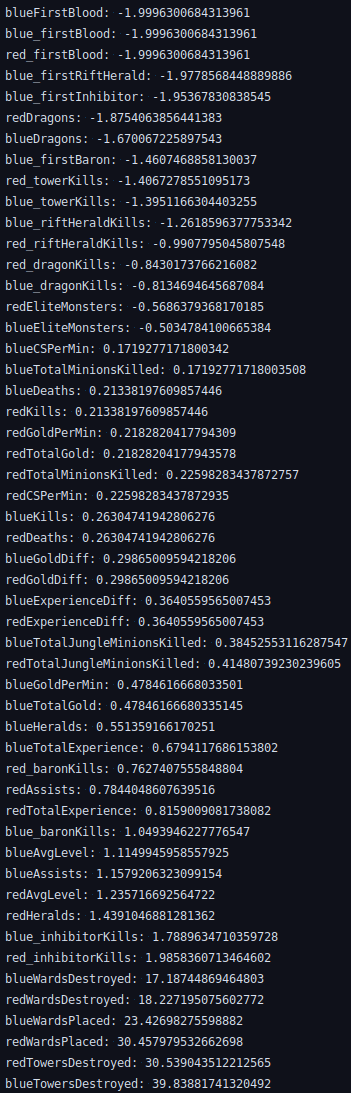 blueFirstBlood: -1.9996300684313961
blue_firstBlood: -1.9996300684313961
red_firstBlood: -1.9996300684313961
blue_firstRiftHerald: -1.9778568448889886
blue_firstInhibitor: -1.95367830838545
redDragons: -1.8754063856441383
blueDragons: -1.670067225897543
blue_firstBaron: -1.4607468858130037
red_towerKills: -1.4067278551095173
blue_towerKills: -1.3951166304403255
blue_riftHeraldKills: -1.2618596377753342
red_riftHeraldKills: -0.9907795045807548
red_dragonKills: -0.8430173766216082
blue_dragonKills: -0.8134694645687084
redEliteMonsters: -0.5686379368170185
blueEliteMonsters: -0.5034784100665384
blueCSPerMin: 0.1719277171800342
blueTotalMinionsKilled: 0.17192771718003508
blueDeaths: 0.21338197609857446
redKills: 0.21338197609857446
redGoldPerMin: 0.2182820417794309
redTotalGold: 0.21828204177943578
redTotalMinionsKilled: 0.22598283437872757
redCSPerMin: 0.22598283437872935
blueKills: 0.26304741942806276
redDeaths: 0.26304741942806276
blueGoldDiff: 0.29865009594218206
redGoldDiff: 0.29865009594218206
blueExperienceDiff: 0.3640559565007453
redExperienceDiff: 0.3640559565007453
blueTotalJungleMinionsKilled: 0.38452553116287547
redTotalJungleMinionsKilled: 0.41480739230239605
blueGoldPerMin: 0.4784616668033501
blueTotalGold: 0.47846166680335145
blueHeralds: 0.551359166170251
blueTotalExperience: 0.6794117686153802
red_baronKills: 0.7627407555848804
redAssists: 0.7844048607639516
redTotalExperience: 0.8159009081738082
blue_baronKills: 1.0493946227776547
blueAvgLevel: 1.1149945958557925
blueAssists: 1.1579206323099154
redAvgLevel: 1.235716692564722
redHeralds: 1.4391046881281362
blue_inhibitorKills: 1.7889634710359728
red_inhibitorKills: 1.9858360713464602
blueWardsDestroyed: 17.18744869464803
redWardsDestroyed: 18.227195075602772
blueWardsPlaced: 23.42698275598882
redWardsPlaced: 30.457979532662698
redTowersDestroyed: 30.539043512212565
blueTowersDestroyed: 39.83881741320492